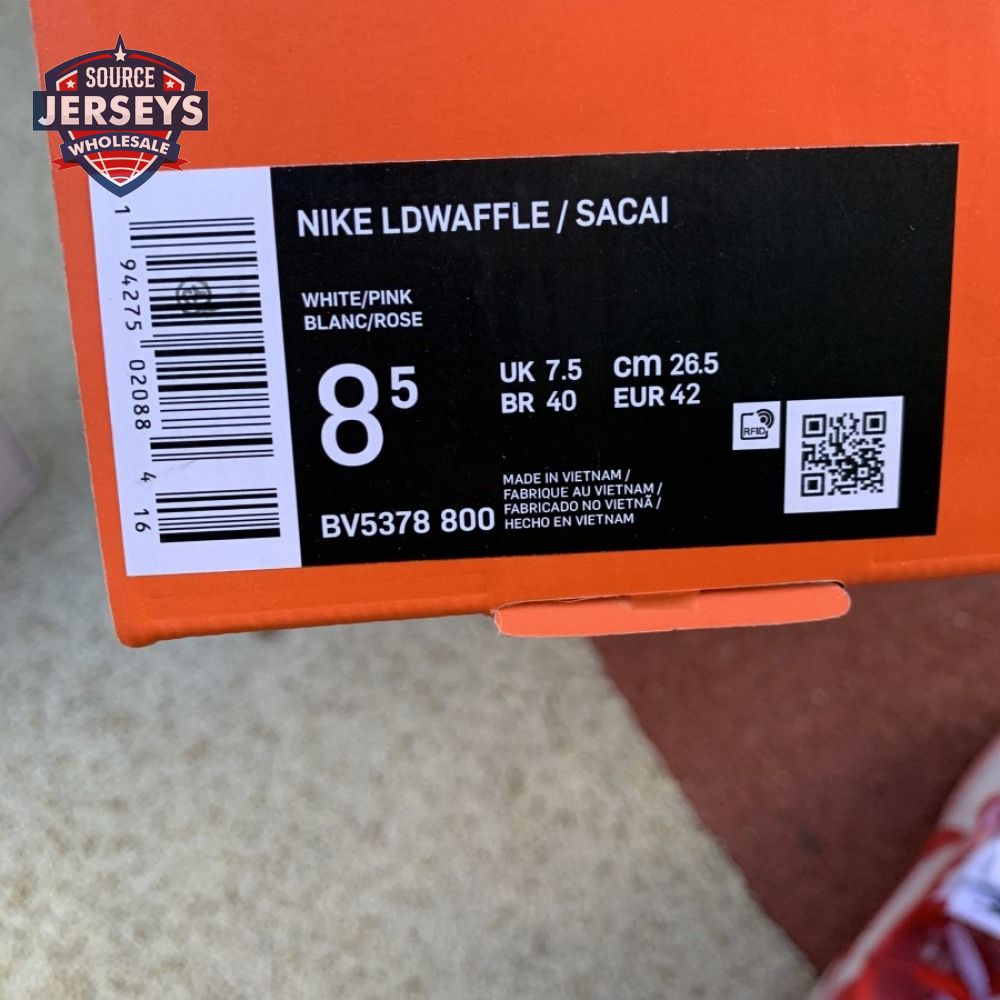 SOURCE
JERSEYS
WHOLESALE
NIKE LDWAFFLE / SACAI
WHITE/PINK
BLANC/ROSE
8 5
UK 7.5 cm 26.5
BR 40 EUR 42
RFID
MADE IN VIETNAM /
FABRIQUE AU VIETNAM /
FABRICADO NO VIETNÃ /
HECHO EN VIETNAM
BV5378 800
1 94275 02088 4 16